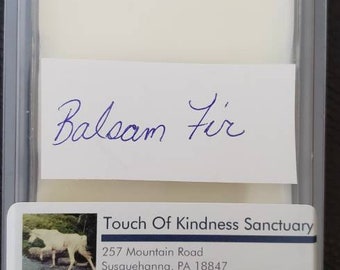 Balsam Fir
Touch Of Kindness Sanctuary
257 Mountain Road
Susquehanna, PA 18847